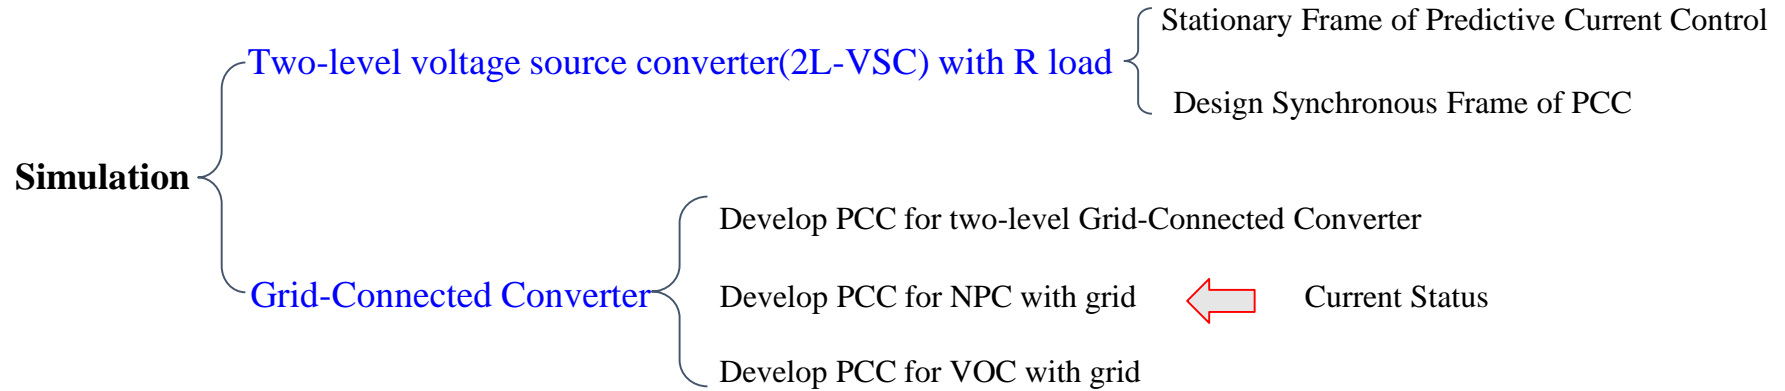 Stationary Frame of Predictive Current Control
Two-level voltage source converter(2L-VSC) with R load
Design Synchronous Frame of PCC
Simulation
Develop PCC for two-level Grid-Connected Converter
Grid-Connected Converter
Develop PCC for NPC with grid
Current Status
Develop PCC for VOC with grid